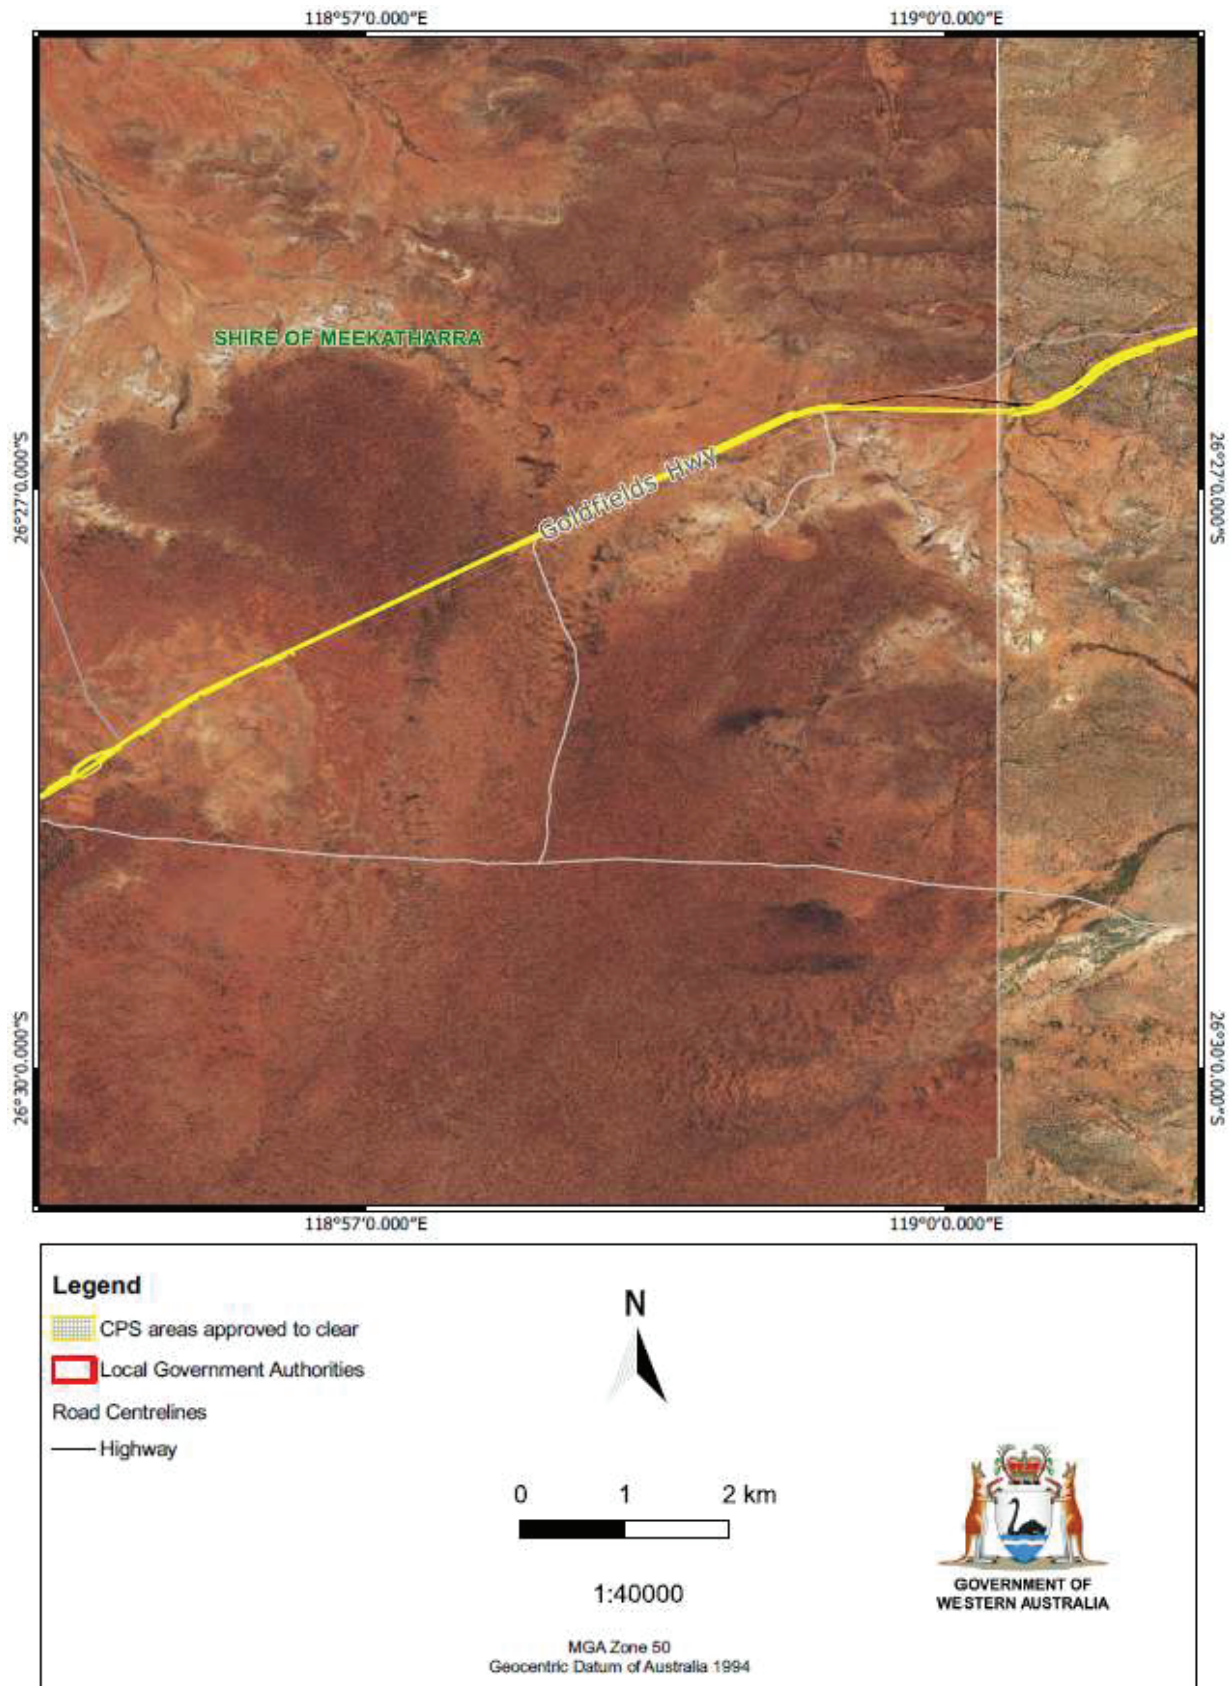 118°57'0.000"E 119°0'0.000"E
SHIRE OF MEEKATHARRA
Goldfields Hwy
26°27'0.000"S 26°27'0.000"S
26°30'0.000"S 26°30'0.000"S
118°57'0.000"E 119°0'0.000"E
Legend
CPS areas approved to clear
Local Government Authorities
Road Centrelines
Highway
N
0 1 2 km
1:40000
MGA Zone 50
Geocentric Datum of Australia 1994
GOVERNMENT OF
WESTERN AUSTRALIA